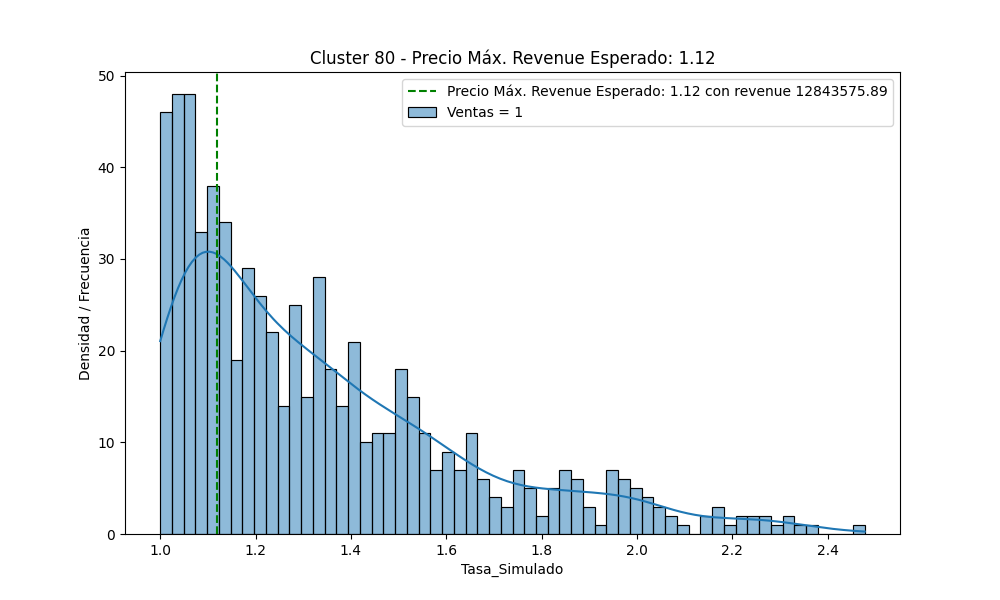 Cluster 80 - Precio Máx. Revenue Esperado: 1.12
Precio Máx. Revenue Esperado: 1.12 con revenue 12843575.89
Ventas = 1
Densidad / Frecuencia
50
40
30
20
10
0
1.0 1.2 1.4 1.6 1.8 2.0 2.2 2.4
Tasa_Simulado